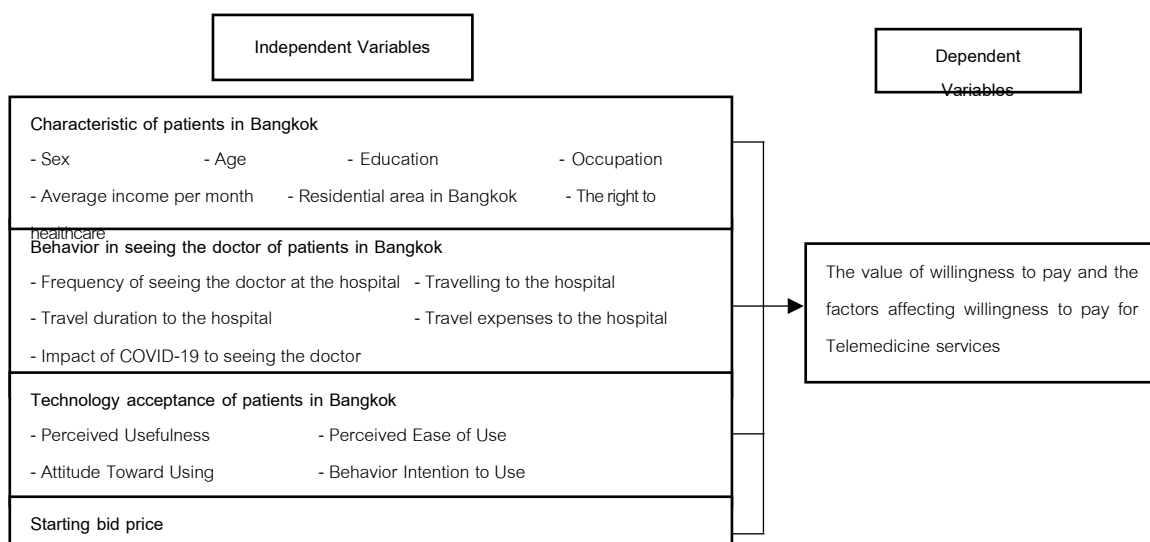 Independent Variables
Dependent
Variables
Characteristic of patients in Bangkok
- Sex - Age - Education - Occupation
- Average income per month - Residential area in Bangkok - The right to
healthcare
Behavior in seeing the doctor of patients in Bangkok
- Frequency of seeing the doctor at the hospital - Travelling to the hospital
- Travel duration to the hospital - Travel expenses to the hospital
- Impact of COVID-19 to seeing the doctor
Technology acceptance of patients in Bangkok
- Perceived Usefulness - Perceived Ease of Use
- Attitude Toward Using - Behavior Intention to Use
Starting bid price
The value of willingness to pay and the
factors affecting willingness to pay for
Telemedicine services